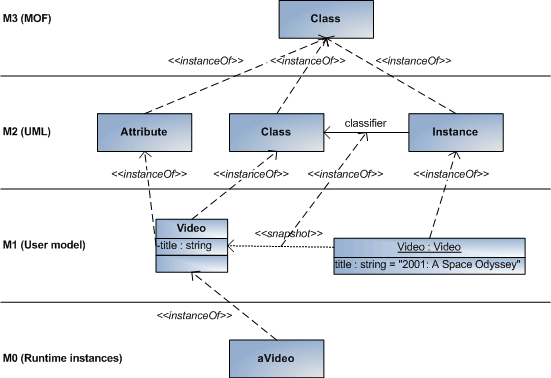 M3 (MOF)
Class
<<instanceOf>> <<instanceOf>> <<instanceOf>>
M2 (UML)
Attribute
Class
classifier
Instance
<<instanceOf>> <<instanceOf>> <<instanceOf>> <<instanceOf>>
M1 (User model)
Video
-title : string
<<snapshot>>
Video : Video
title : string = "2001: A Space Odyssey"
<<instanceOf>>
M0 (Runtime instances)
aVideo